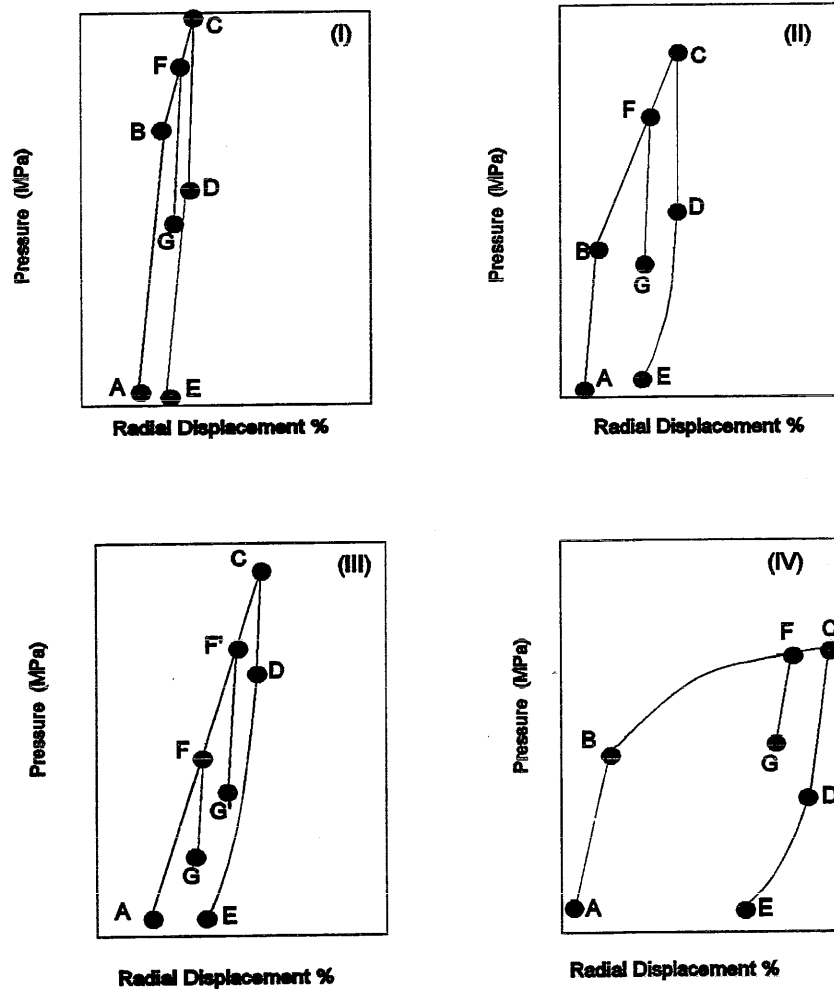 (I)
C
F
B
D
G
A
E
Pressure (MPa)
Radial Displacement %
(II)
C
F
D
B
G
A
E
Pressure (MPa)
Radial Displacement %
(III)
C
F'
D
F
G'
G
A
E
Pressure (MPa)
Radial Displacement %
(IV)
F
C
B
G
D
A
E
Pressure (MPa)
Radial Displacement %